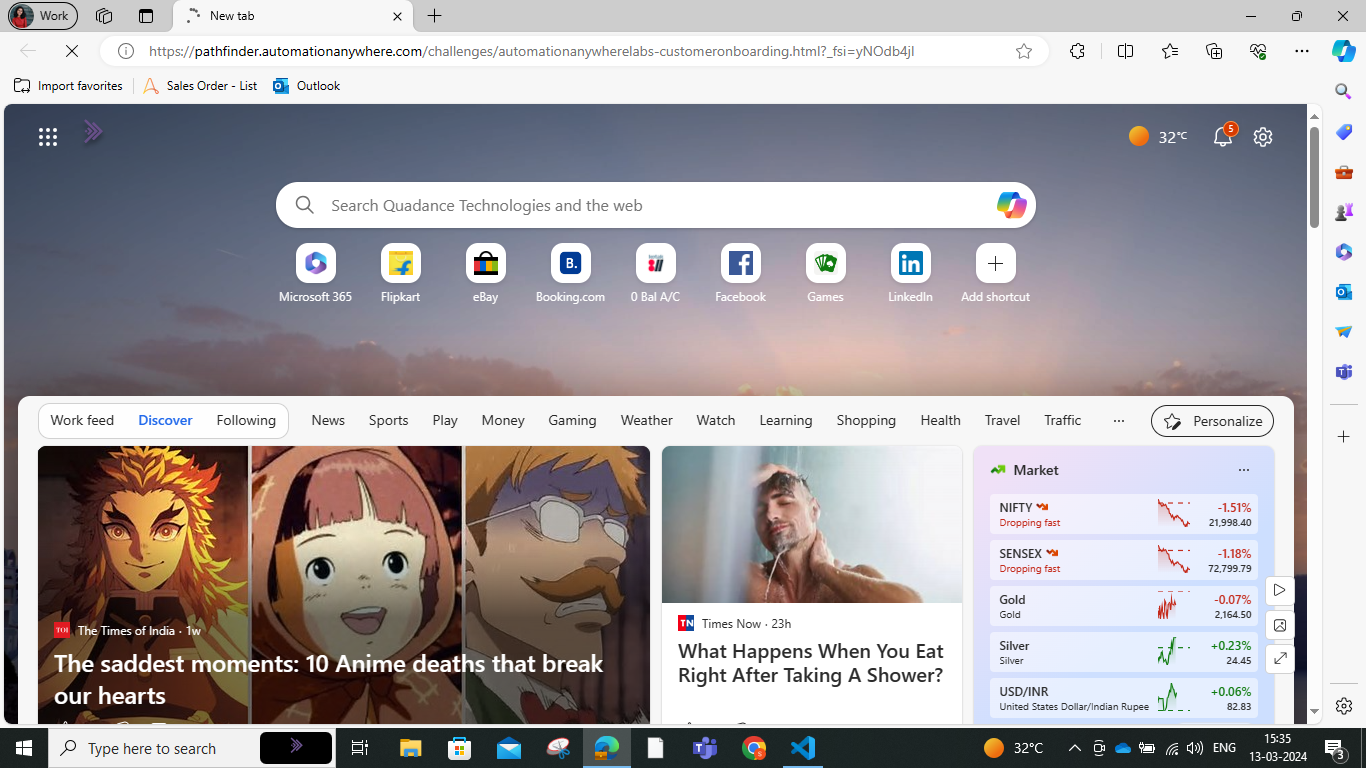 Work
New tab
https://pathfinder.automationanywhere.com/challenges/automationanywherelabs-customeronboarding.html?_fsi=yNOdb4jI
Import favorites
Sales Order - List
Outlook
32°C
5
Search Quadance Technologies and the web
Microsoft 365
Flipkart
eBay
B.
Booking.com
0 Bal A/C
Facebook
Games
LinkedIn
Add shortcut
Work feed
Discover
Following
News
Sports
Play
Money
Gaming
Weather
Watch
Learning
Shopping
Health
Travel
Traffic
Personalize
TOI
The Times of India · 1w
The saddest moments: 10 Anime deaths that break
our hearts
TN
Times Now · 23h
What Happens When You Eat
Right After Taking A Shower?
Market
NIFTY
-1.51%
Dropping fast
21,998.40
SENSEX
-1.18%
Dropping fast
72,799.79
Gold
-0.07%
Gold
2,164.50
Silver
+0.23%
Silver
24.45
USD/INR
+0.06%
United States Dollar/Indian Rupee
82.83
Type here to search
32°C
ENG
15:35
13-03-2024
3